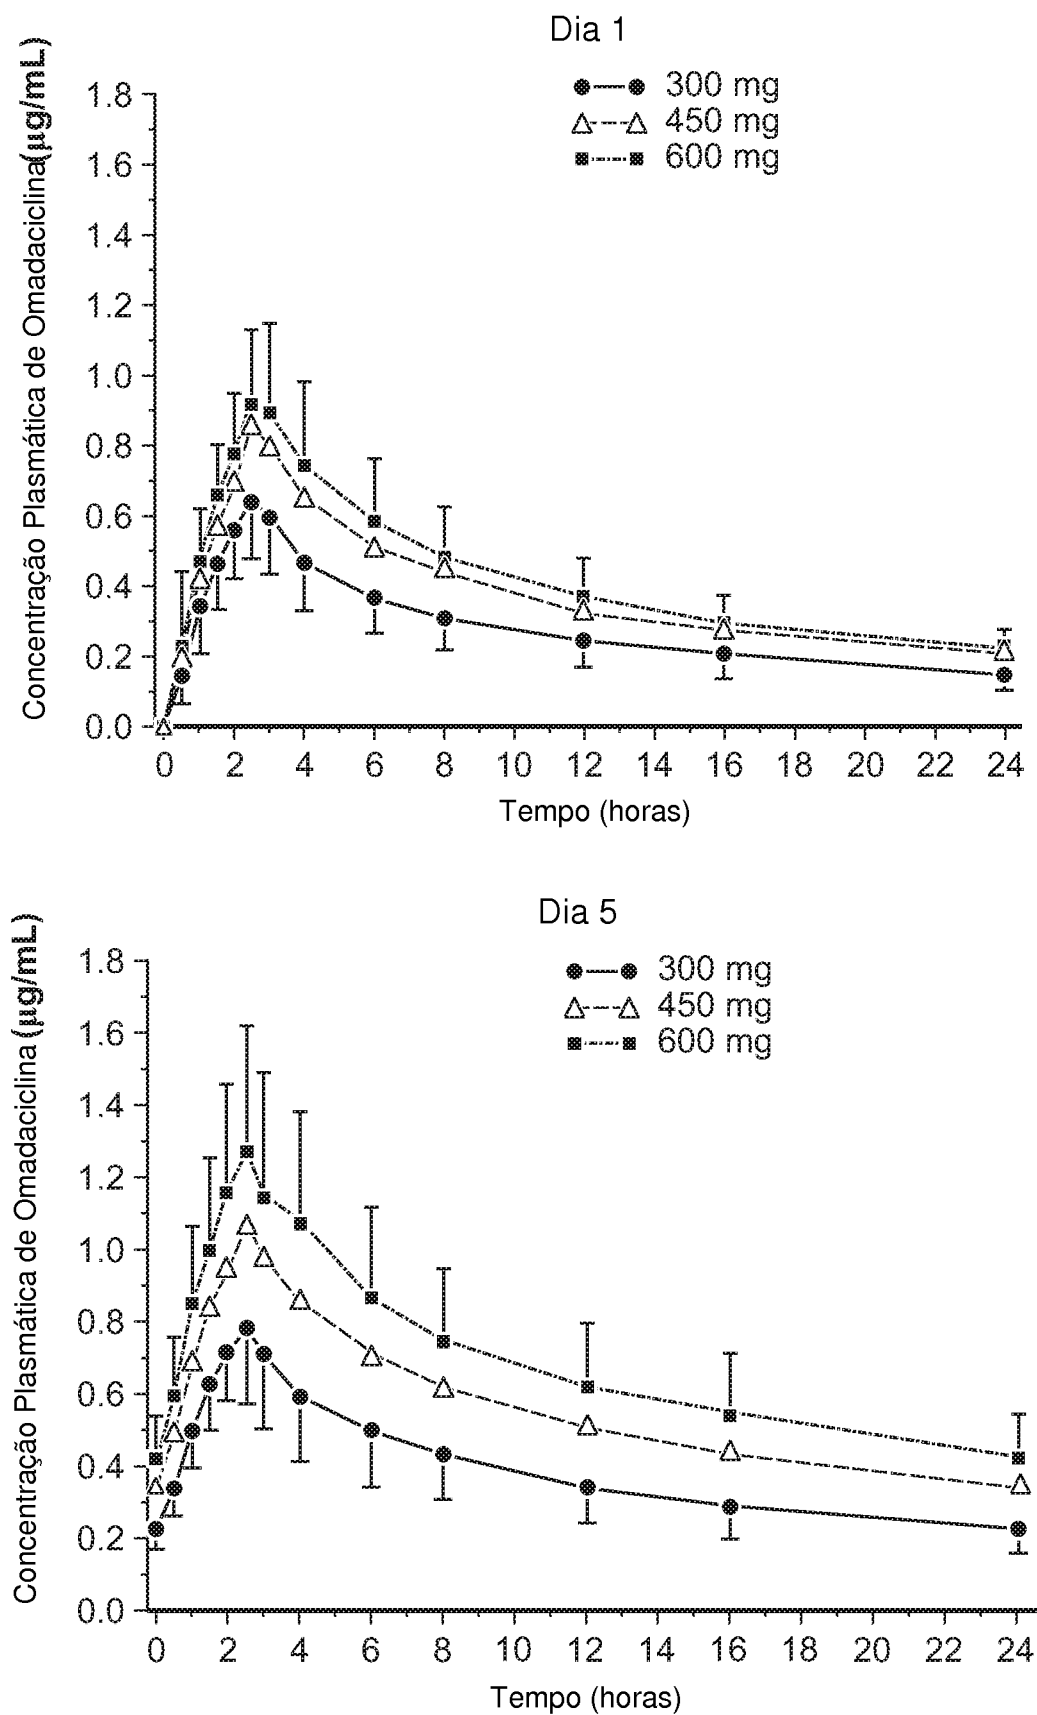 Dia 1
300 mg
450 mg
600 mg
Concentração Plasmática de Omadaciclina(µg/mL)
1.8
1.6
1.4
1.2
1.0
0.8
0.6
0.4
0.2
0.0
0 2 4 6 8 10 12 14 16 18 20 22 24
Tempo (horas)
Dia 5
300 mg
450 mg
600 mg
Concentração Plasmática de Omadaciclina (µg/mL)
1.8
1.6
1.4
1.2
1.0
0.8
0.6
0.4
0.2
0.0
0 2 4 6 8 10 12 14 16 18 20 22 24
Tempo (horas)